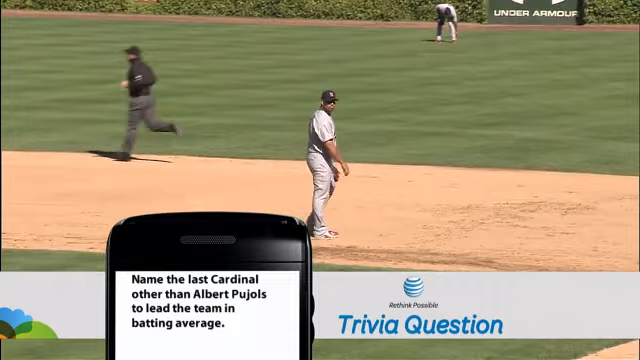 UNDER ARMOUR
Name the last Cardinal
other than Albert Pujols
to lead the team in
batting average.
Rethink Possible
Trivia Question